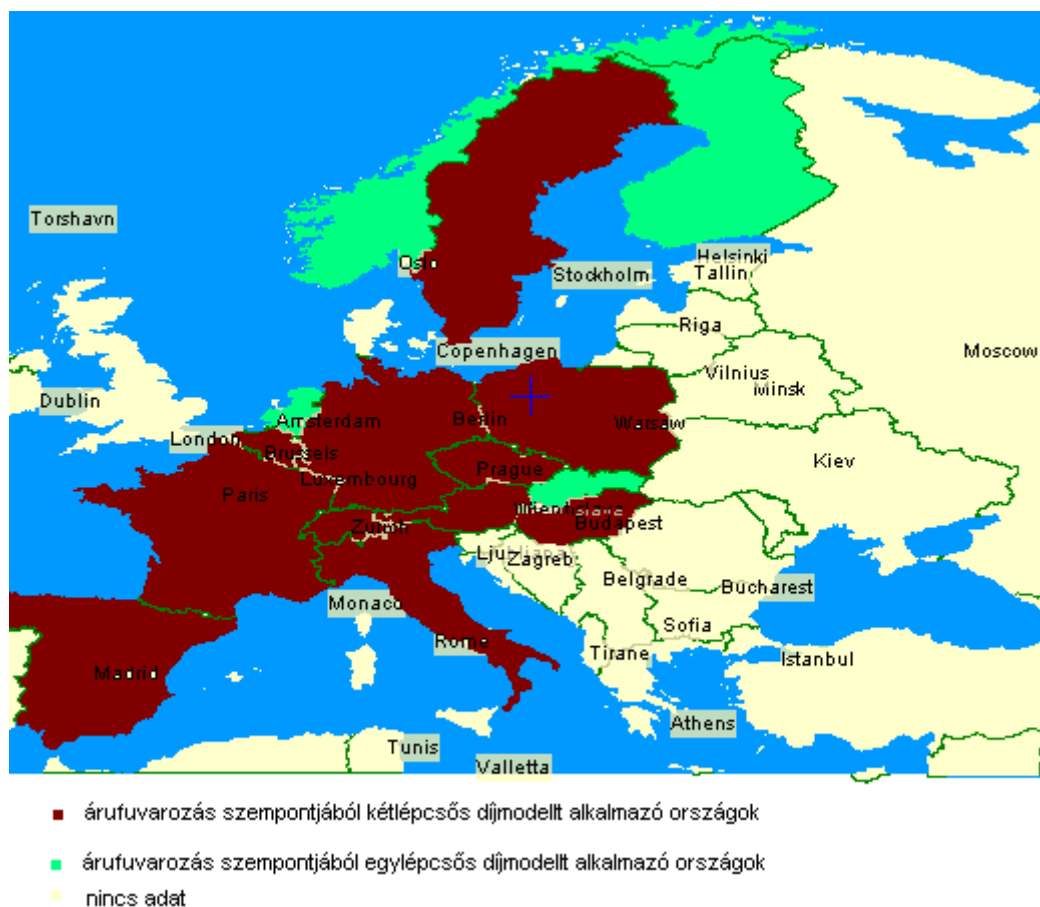 Torshavn
Oslo
Helsinki
Stockholm
Tallin
Riga
Copenhagen
Moscow
Vilnius
Minsk
Dublin
Amsterdam
Berlin
Warsaw
London
Brussels
Kiev
Prague
Luxembourg
Paris
Budapest
Zurich
Zagreb
Belgrade
Bucharest
Monaco
Sofia
Rome
Tirane
Istanbul
Madrid
Athens
Tunis
Valletta
árufuvarozás szempontjából kétlépcsős díjmodellt alkalmazó országok
árufuvarozás szempontjából egylépcsős díjmodellt alkalmazó országok
nincs adat